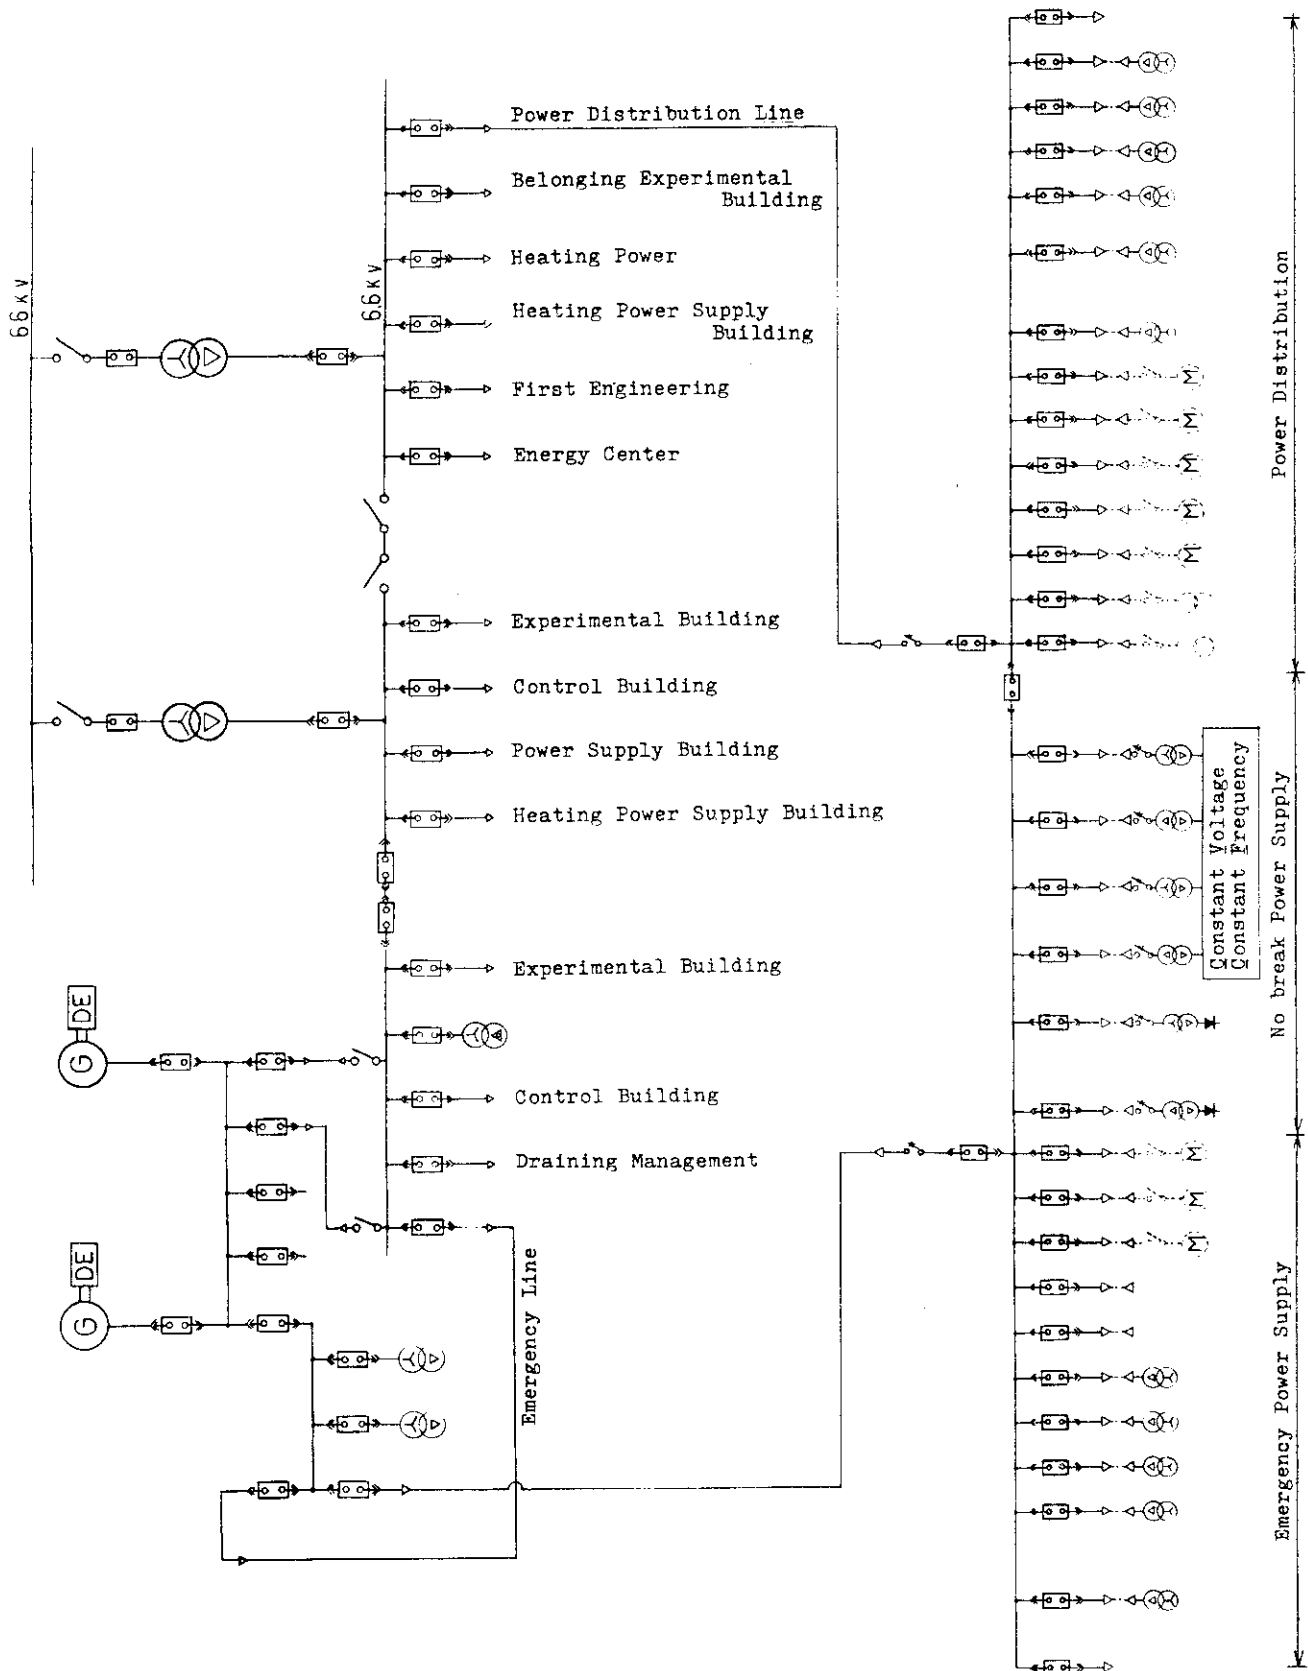 66KV
6.6KV
Power Distribution Line
Belonging Experimental
Building
Heating Power
Heating Power Supply
Building
First Engineering
Energy Center
Experimental Building
Control Building
Power Supply Building
Heating Power Supply Building
Experimental Building
Control Building
Draining Management
G DE
G DE
Emergency Line
Power Distribution
M
M
M
M
M
Constant Voltage
Constant Frequency
No break Power Supply
M
M
M
Emergency Power Supply